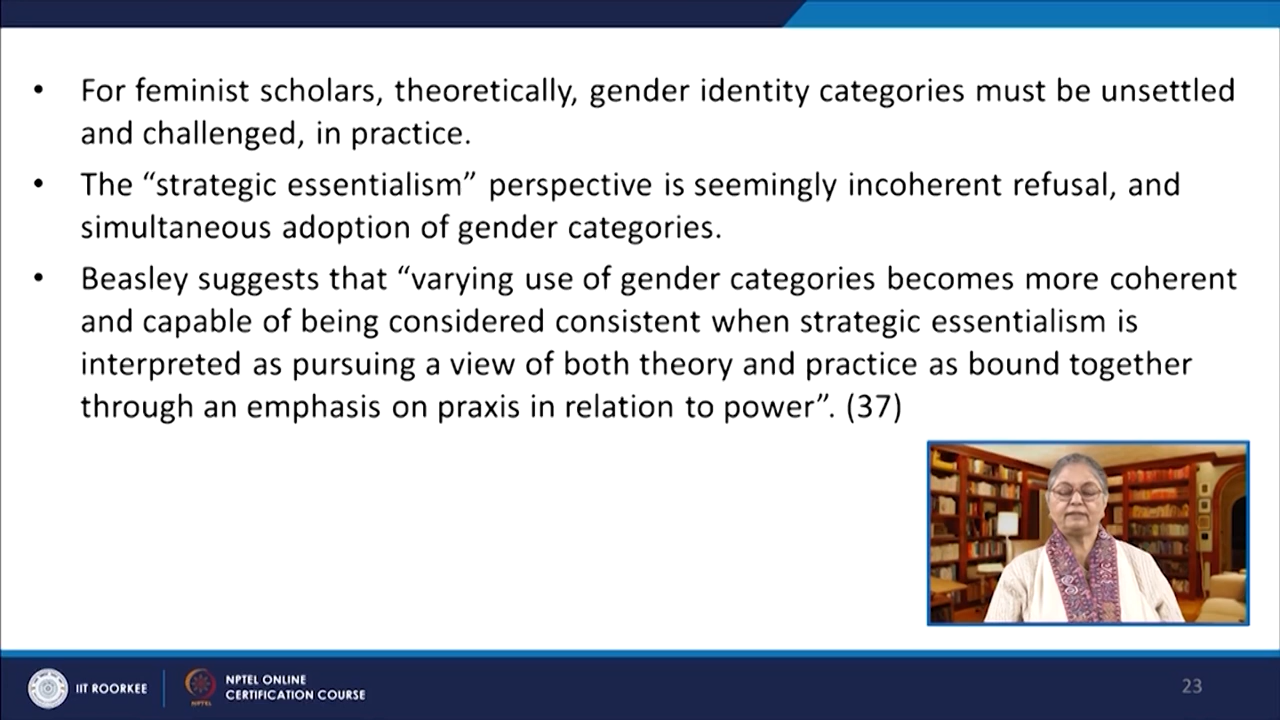 • For feminist scholars, theoretically, gender identity categories must be unsettled
and challenged, in practice.
• The “strategic essentialism” perspective is seemingly incoherent refusal, and
simultaneous adoption of gender categories.
• Beasley suggests that “varying use of gender categories becomes more coherent
and capable of being considered consistent when strategic essentialism is
interpreted as pursuing a view of both theory and practice as bound together
through an emphasis on praxis in relation to power”. (37)
IIT ROORKEE
NPTEL
NPTEL ONLINE
CERTIFICATION COURSE
23